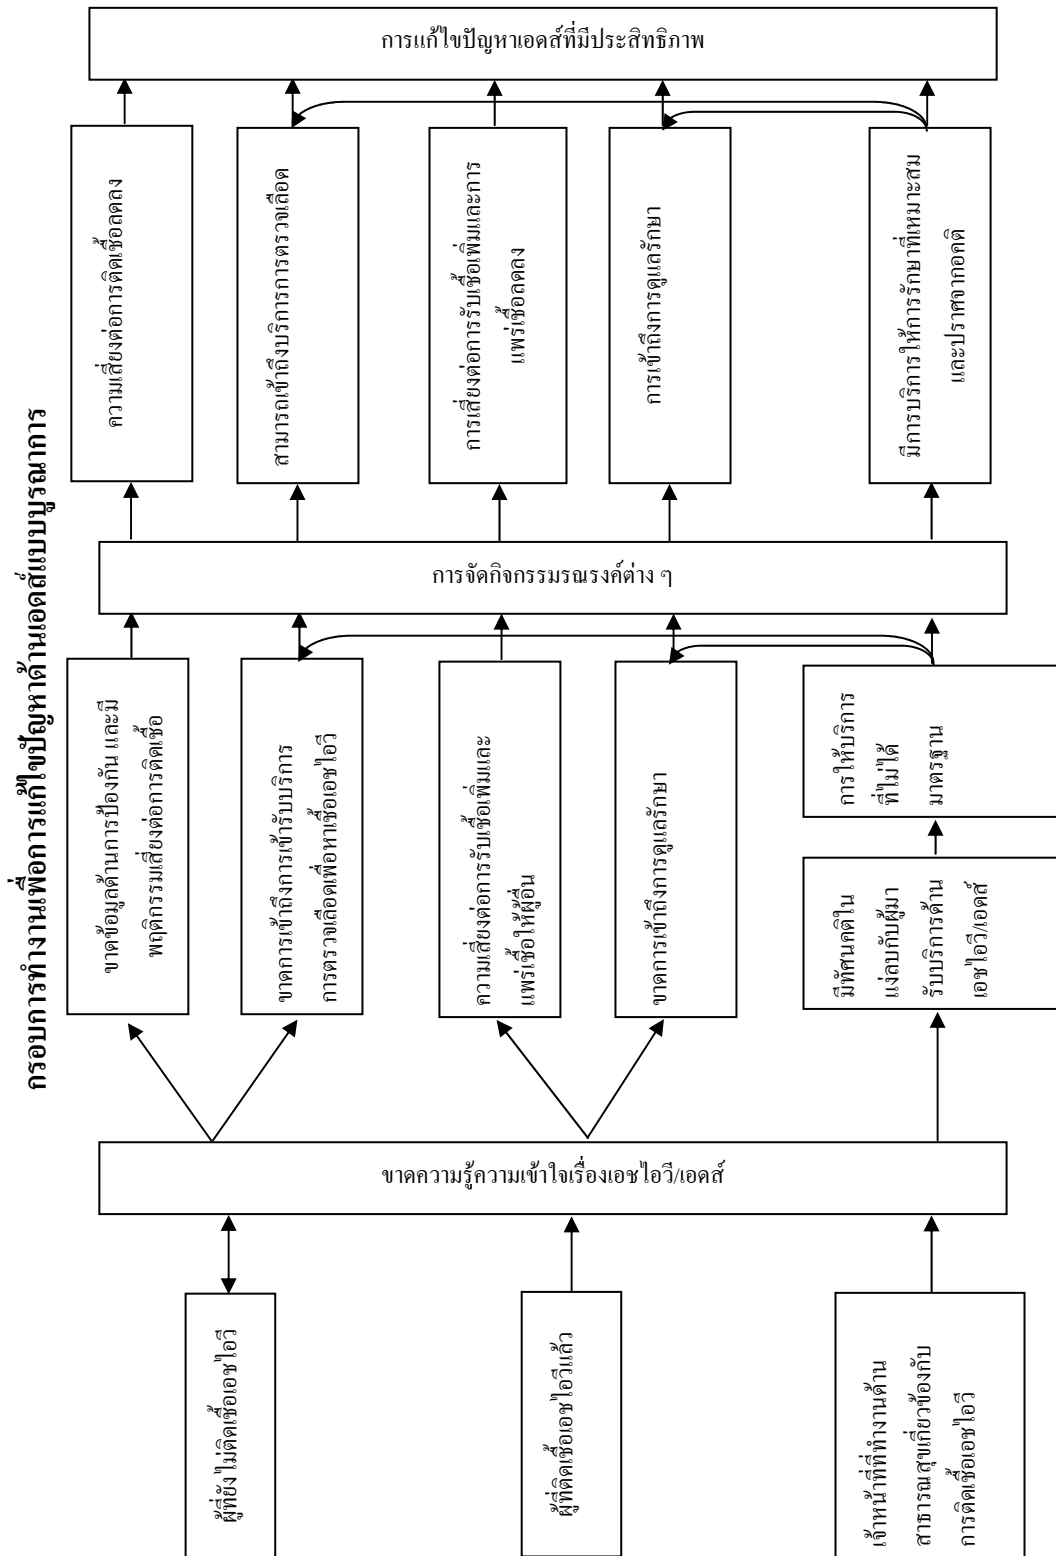 กรอบการทำงานเพื่อการแก้ไขปัญหาด้านเอดส์แบบบูรณาการ
การแก้ไขปัญหาเอดส์ที่มีประสิทธิภาพ
ความเสี่ยงต่อการติดเชื้อลดลง
สามารถเข้าถึงบริการการตรวจเลือด
การเสี่ยงต่อการรับเชื้อเพิ่มและการ
แพร่เชื้อลดลง
การเข้าถึงการดูแลรักษา
มีการบริการให้การรักษาที่เหมาะสม
และปราศจากอคติ
การจัดกิจกรรมรณรงค์ต่าง ๆ
ขาดข้อมูลด้านการป้องกัน และมี
พฤติกรรมเสี่ยงต่อการติดเชื้อ
ขาดการเข้าถึงการเข้ารับบริการ
การตรวจเลือดเพื่อหาเชื้อเอชไอวี
ความเสี่ยงต่อการรับเชื้อเพิ่มและ
แพร่เชื้อให้ผู้อื่น
ขาดการเข้าถึงการดูแลรักษา
การให้บริการ
ที่ไม่ได้
มาตรฐาน
มีทัศนคติใน
แง่ลบกับผู้มา
รับบริการด้าน
เอชไอวี/เอดส์
ขาดความรู้ความเข้าใจเรื่องเอชไอวี/เอดส์
ผู้ที่ยังไม่ติดเชื้อเอชไอวี
ผู้ที่ติดเชื้อเอชไอวีแล้ว
เจ้าหน้าที่ที่ทำงานด้าน
สาธารณสุขเกี่ยวข้องกับ
การติดเชื้อเอชไอวี